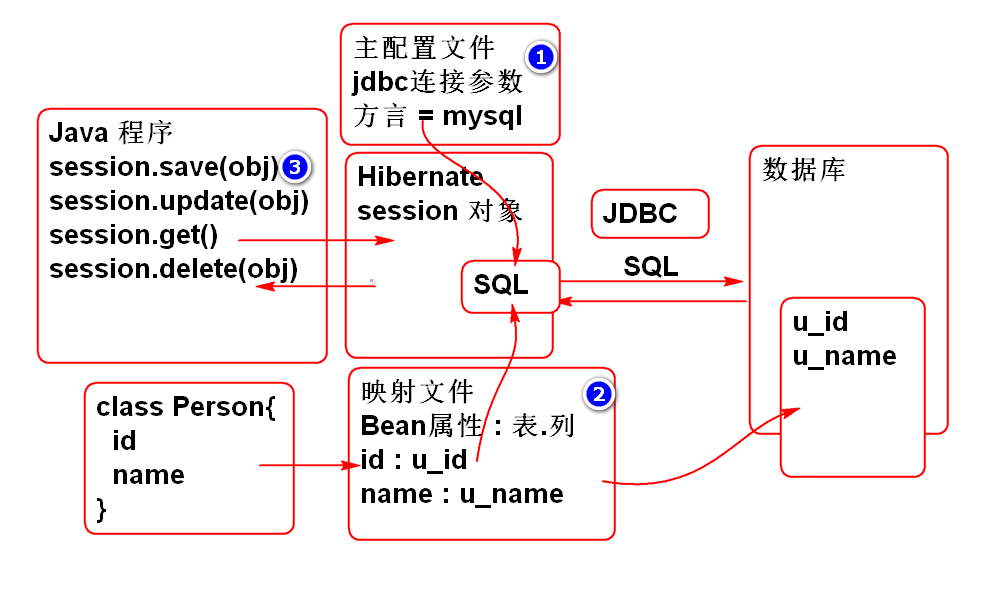 主配置文件
1
jdbc连接参数
方言 = mysql
Java 程序
session.save(obj)
3
session.update(obj)
session.get()
session.delete(obj)
Hibernate
session 对象
SQL
JDBC
SQL
数据库
u_id
u_name
class Person{
id
name
}
映射文件
2
Bean属性 : 表.列
id : u_id
name : u_name